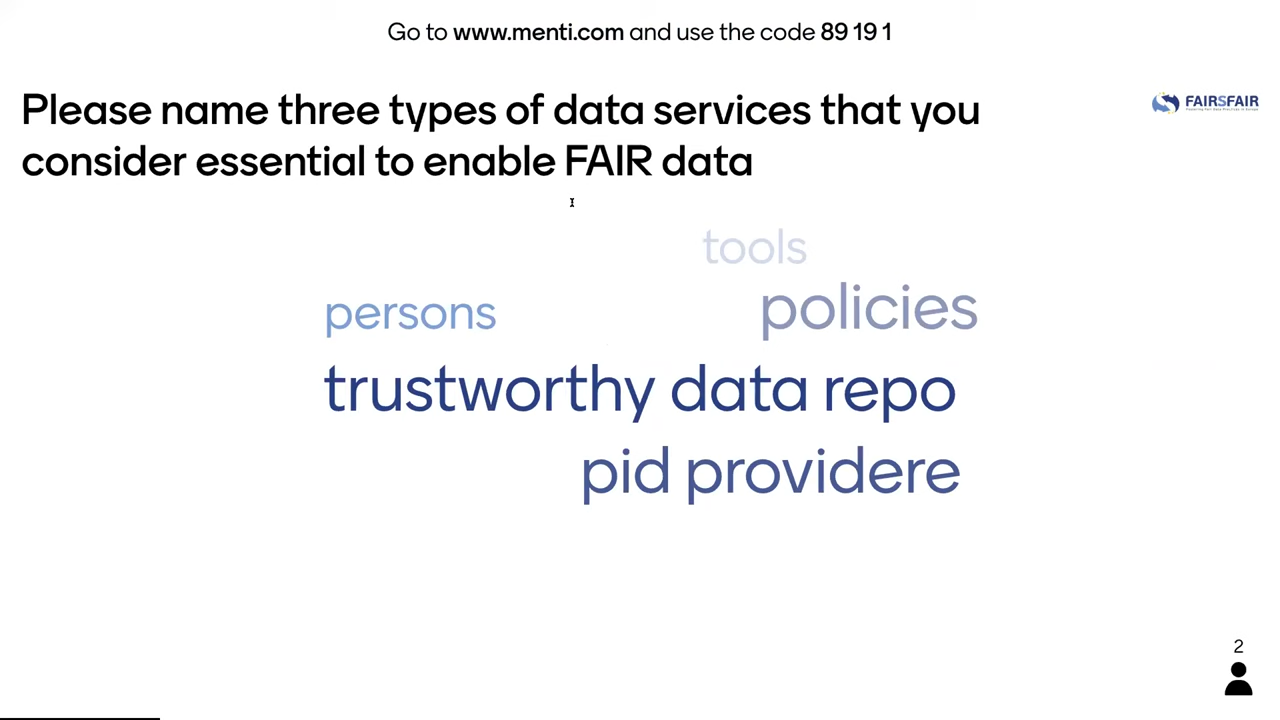 Go to www.menti.com and use the code 89 19 1
Please name three types of data services that you
consider essential to enable FAIR data
FAIRSFAIR
tools
persons
policies
trustworthy data repo
pid providere
2